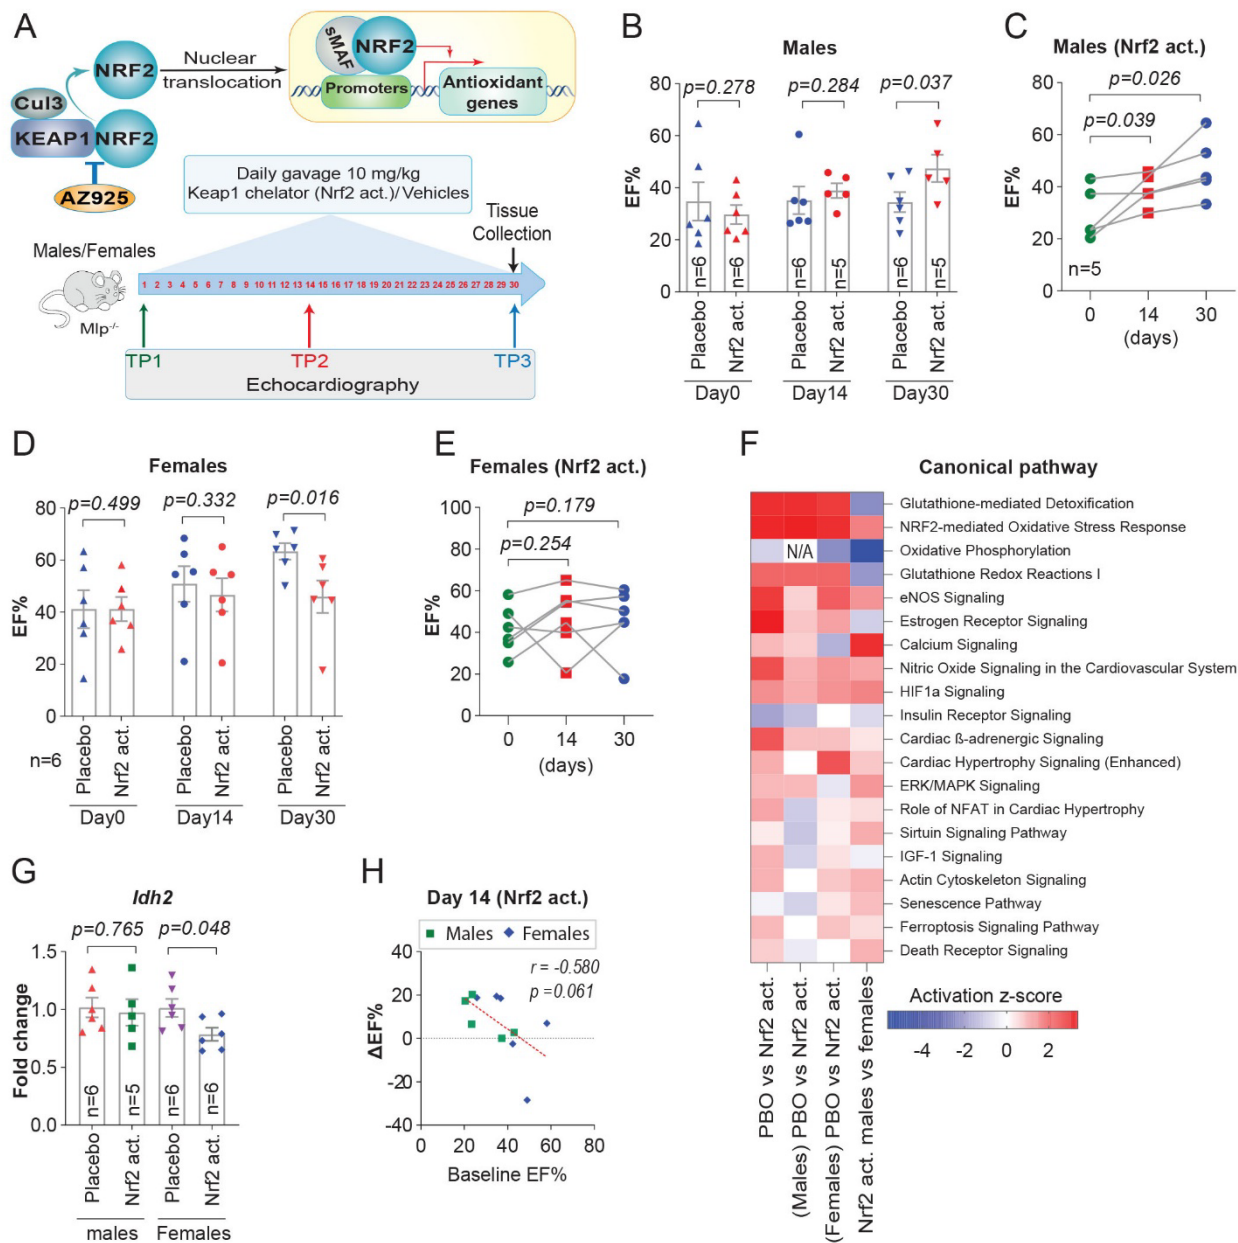 A
sMAF
NRF2
NRF2
Nuclear
translocation
Promoters
Antioxidant
genes
Cul3
KEAP1
NRF2
AZ925
Daily gavage 10 mg/kg
Keap1 chelator (Nrf2 act.)/ Vehicles
Tissue
Collection
Males/Females
Mlp-/-
1 2 3 4 5 6 7 8 9 10 11 12 13 14 15 16 17 18 19 20 21 22 23 24 25 26 27 28 29 30
TP1
TP2
TP3
Echocardiography
B
Males
p=0.278
p=0.284
p=0.037
EF%
80
60
40
20
0
n=6
n=6
n=6
n=5
n=6
n=5
Placebo
Nrf2 act.
Placebo
Nrf2 act.
Placebo
Nrf2 act.
Day0
Day14
Day30
C
Males (Nrf2 act.)
p=0.026
p=0.039
EF%
80
60
40
20
0
n=5
0
14
30
(days)
D
Females
p=0.499
p=0.332
p=0.016
EF%
80
60
40
20
0
n=6
Placebo
Nrf2 act.
Placebo
Nrf2 act.
Placebo
Nrf2 act.
Day0
Day14
Day30
E
Females (Nrf2 act.)
p=0.179
p=0.254
EF%
100
80
60
40
20
0
0
14
30
(days)
F
Canonical pathway
Glutathione-mediated Detoxification
NRF2-mediated Oxidative Stress Response
N/A
Oxidative Phosphorylation
Glutathione Redox Reactions I
eNOS Signaling
Estrogen Receptor Signaling
Calcium Signaling
Nitric Oxide Signaling in the Cardiovascular System
HIF1a Signaling
Insulin Receptor Signaling
Cardiac ß-adrenergic Signaling
Cardiac Hypertrophy Signaling (Enhanced)
ERK/MAPK Signaling
Role of NFAT in Cardiac Hypertrophy
Sirtuin Signaling Pathway
IGF-1 Signaling
Actin Cytoskeleton Signaling
Senescence Pathway
Ferroptosis Signaling Pathway
Death Receptor Signaling
PBO vs Nrf2 act.
(Males) PBO vs Nrf2 act.
(Females) PBO vs Nrf2 act.
Nrf2 act. males vs females
Activation z-score
-4
-2
0
2
G
Idh2
p=0.765
p=0.048
Fold change
1.5
1.0
0.5
0.0
n=6
n=5
n=6
n=6
Placebo
Nrf2 act.
Placebo
Nrf2 act.
males
Females
H
Day 14 (Nrf2 act.)
Males
Females
r = -0.580
p =0.061
ΔEF%
40
20
0
-20
-40
0
20
40
60
80
Baseline EF%